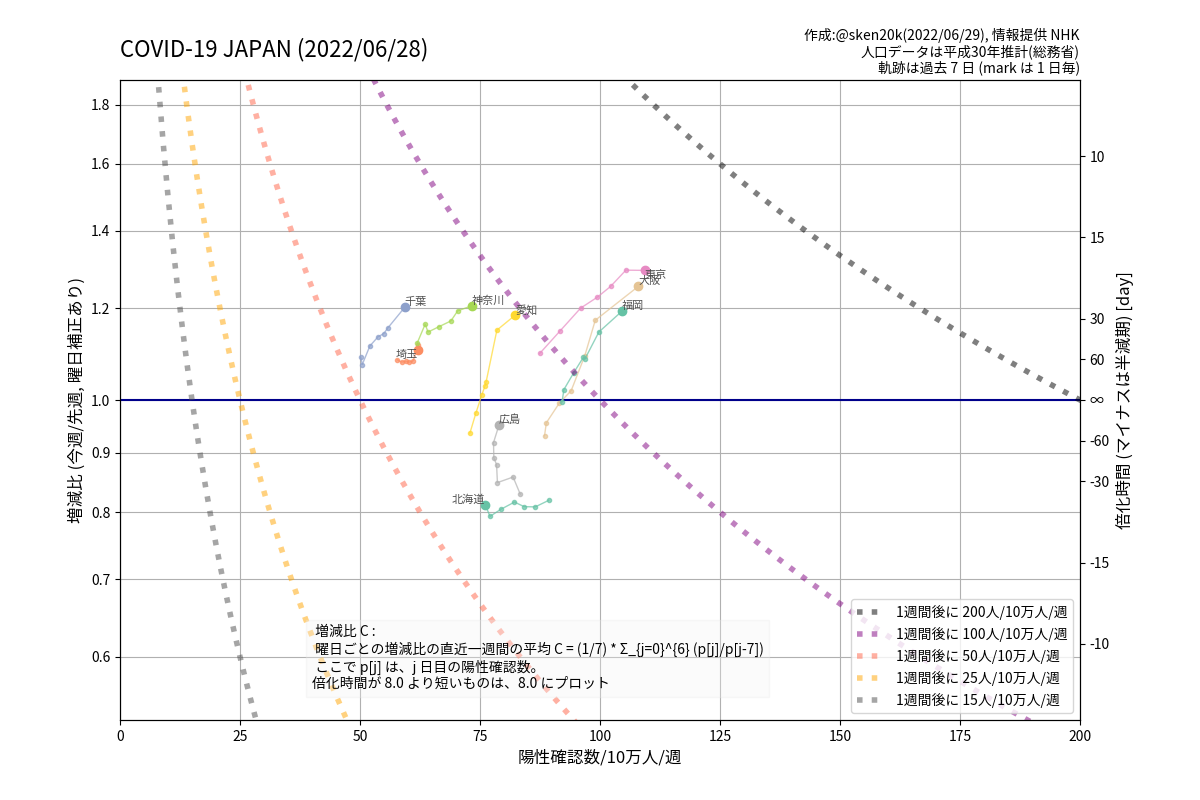 COVID-19 JAPAN (2022/06/28)
作成:@sken20k(2022/06/29), 情報提供 NHK
人口データは平成30年推計(総務省)
軌跡は過去 7 日 (mark は 1 日毎)
増減比 (今週/先週, 曜日補正あり)
1.8
1.6
1.4
1.2
1.0
0.9
0.8
0.7
0.6
10
15
30
60
∞
-60
-30
-15
-10
倍化時間 (マイナスは半減期) [day]
千葉
神奈川
愛知
埼玉
東京
大阪
福岡
広島
北海道
増減比 C :
曜日ごとの増減比の直近一週間の平均 C = (1/7) * Σ_{j=0}^{6} (p[j]/p[j-7])
ここで p[j] は、j 日目の陽性確認数。
倍化時間が 8.0 より短いものは、8.0 にプロット
1週間後に 200人/10万人/週
1週間後に 100人/10万人/週
1週間後に 50人/10万人/週
1週間後に 25人/10万人/週
1週間後に 15人/10万人/週
0 25 50 75 100 125 150 175 200
陽性確認数/10万人/週